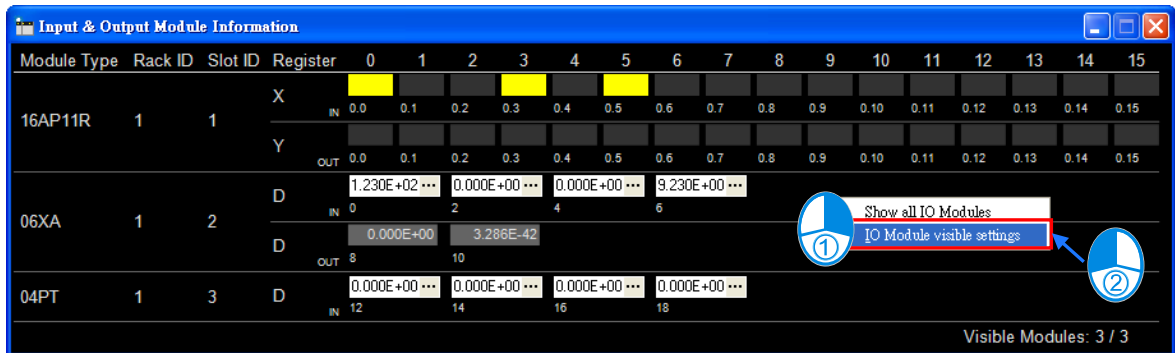 Input & Output Module Information
Module Type Rack ID Slot ID Register 0 1 2 3 4 5 6 7 8 9 10 11 12 13 14 15
16AP11R 1 1
X
IN 0.0 0.1 0.2 0.3 0.4 0.5 0.6 0.7 0.8 0.9 0.10 0.11 0.12 0.13 0.14 0.15
Y
OUT 0.0 0.1 0.2 0.3 0.4 0.5 0.6 0.7 0.8 0.9 0.10 0.11 0.12 0.13 0.14 0.15
06XA 1 2
D 1.230E+02 ... 0.000E+00 ... 0.000E+00 ... 9.230E+00 ...
IN 0 2 4 6
D 0.000E+00 3.286E-42
OUT 8 10
Show all IO Modules
IO Module visible settings
1
2
04PT 1 3 D 0.000E+00 ... 0.000E+00 ... 0.000E+00 ... 0.000E+00 ...
IN 12 14 16 18
Visible Modules: 3 / 3